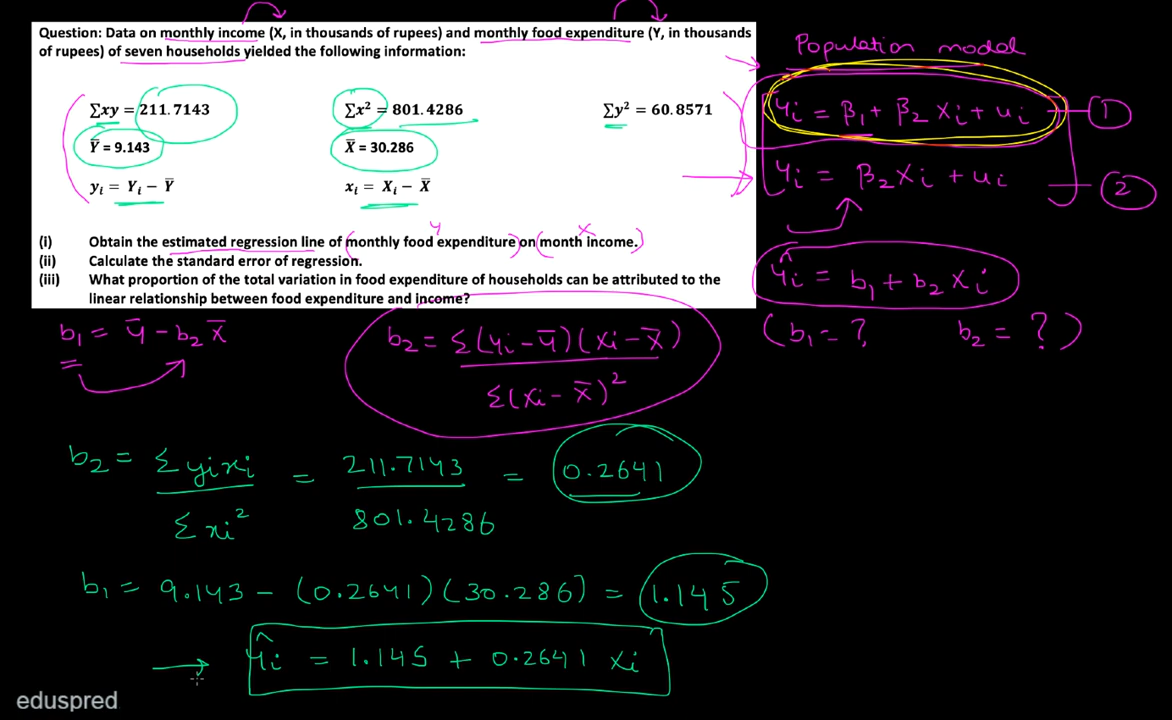 Question: Data on monthly income (X, in thousands of rupees) and monthly food expenditure (Y, in thousands
of rupees) of seven households yielded the following information:
∑xy = 211.7143 ∑x² = 801.4286 ∑y² = 60.8571
Ȳ = 9.143 X̄ = 30.286
yᵢ = Yᵢ − Ȳ xᵢ = Xᵢ − X̄
y x
(i) Obtain the estimated regression line of (monthly food expenditure) on (month income.)
(ii) Calculate the standard error of regression.
(iii) What proportion of the total variation in food expenditure of households can be attributed to the
linear relationship between food expenditure and income?
Population model
Yi = β1 + β2 Xi + ui — (1)
Yi = β2 Xi + ui — (2)
Ŷi = b1 + b2 Xi
(b1 = ? b2 = ?)
b1 = ȳ − b2 x̄
b2 = Σ(yi − ȳ)(xi − x̄)
Σ(xi − x̄)²
b2 = Σ yixi = 211.7143 = 0.2641
Σ xi² 801.4286
b1 = 9.143 − (0.2641)(30.286) = 1.145
→ Ŷi = 1.145 + 0.2641 Xi
eduspred